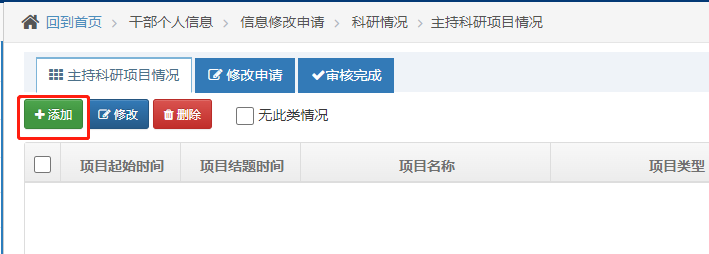 回到首页 > 干部个人信息 > 信息修改申请 > 科研情况 > 主持科研项目情况
主持科研项目情况 修改申请 审核完成
添加 修改 删除 无此类情况
项目起始时间 项目结题时间 项目名称 项目类型